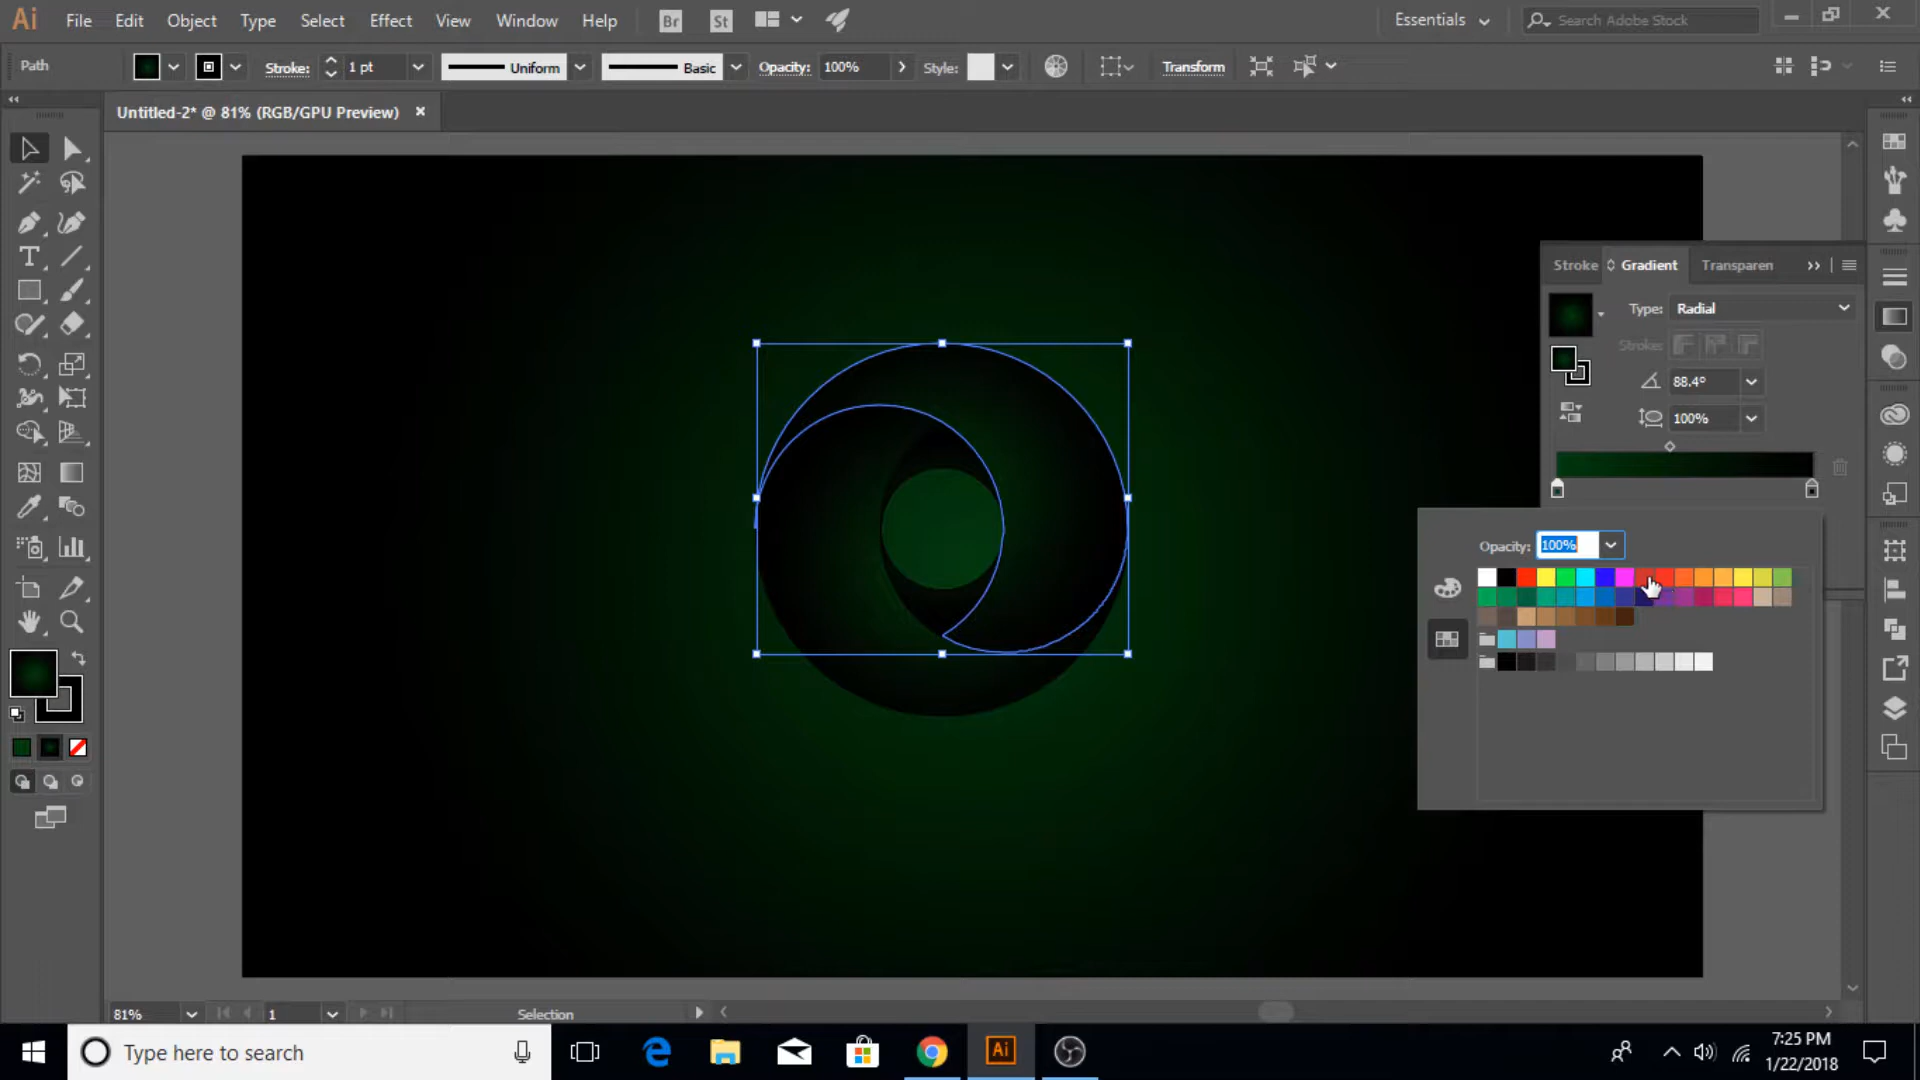 Ai File Edit Object Type Select Effect View Window Help Br St Essentials Search Adobe Stock
Path Stroke: 1 pt Uniform Basic Opacity: 100% Style: Transform
Untitled-2* @ 81% (RGB/GPU Preview) ×
Stroke Gradient Transparen
Type: Radial
Stroke:
88.4°
100%
Opacity: 100%
81% 1 Selection
Type here to search Ai 7:25 PM
1/22/2018